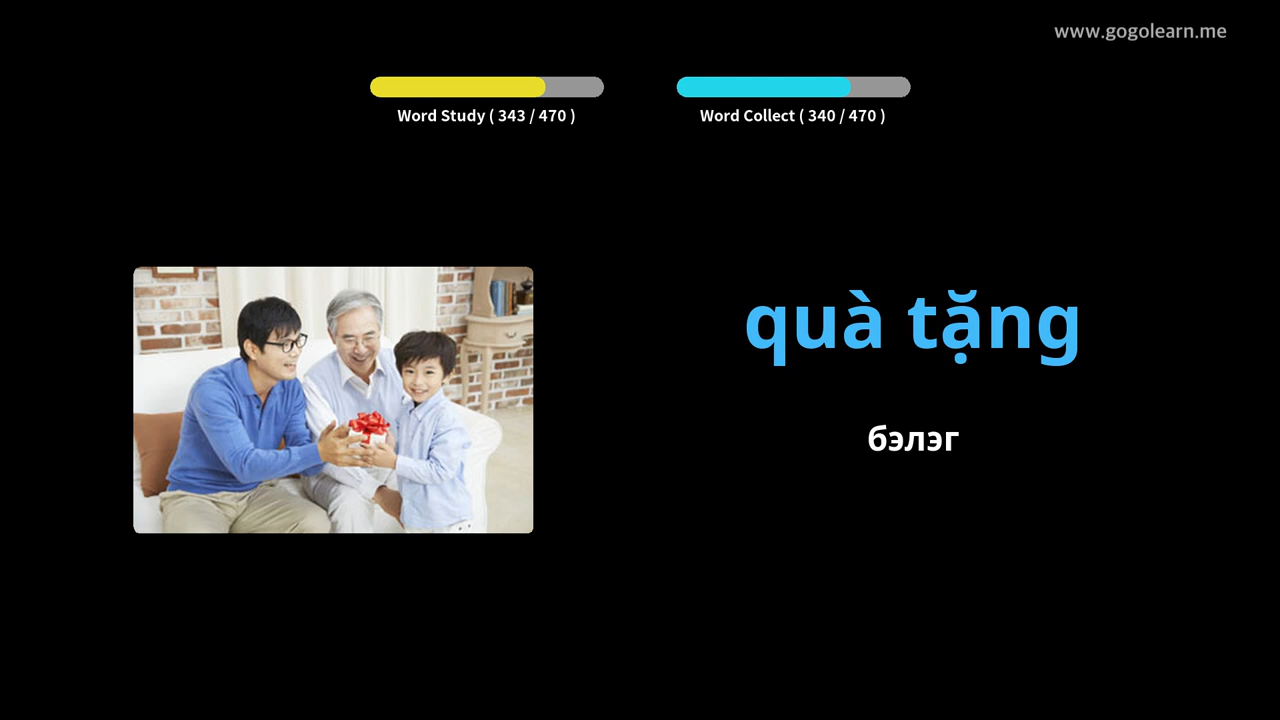 www.gogolearn.me
Word Study ( 343 / 470 )
Word Collect ( 340 / 470 )
quà tặng
бэлэг